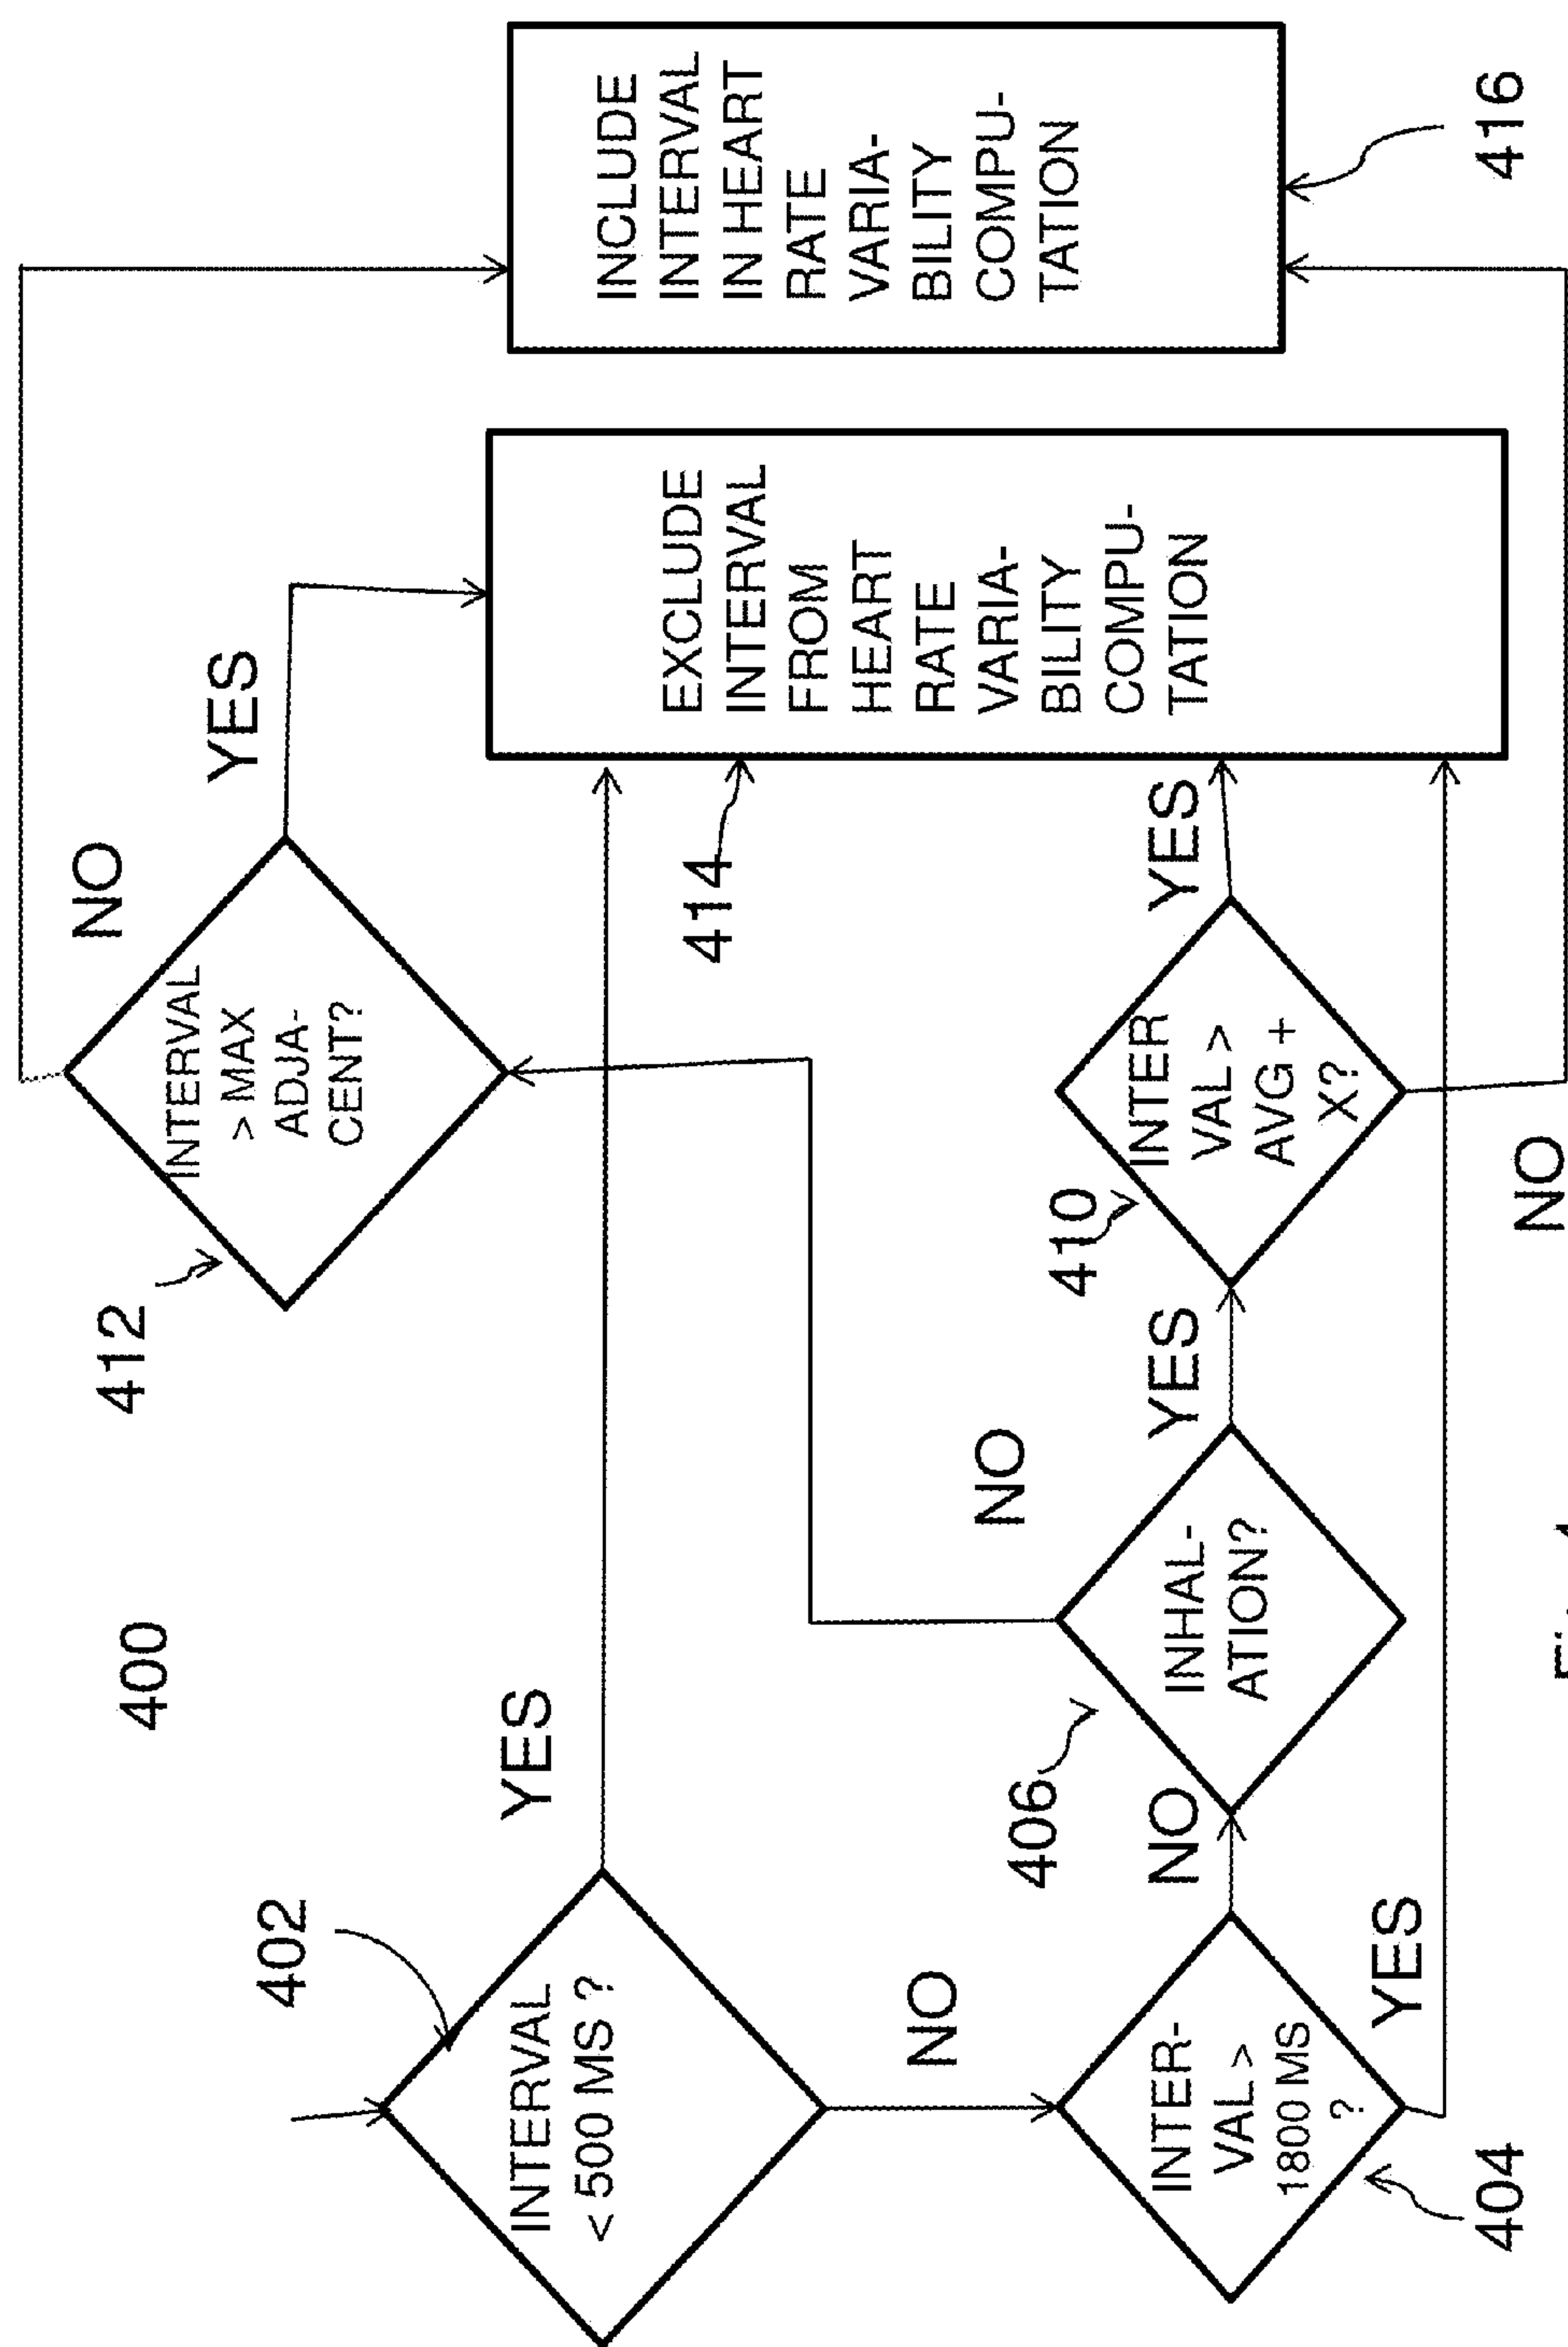 400
402
INTERVAL
< 500 MS ?
YES
NO
404
INTER-
VAL >
1800 MS
?
YES
NO
406
INHAL-
ATION?
NO
YES
410
INTER
VAL >
AVG +
X?
YES
NO
412
INTERVAL
> MAX
ADJA-
CENT?
NO
YES
414
EXCLUDE
INTERVAL
FROM
HEART
RATE
VARIA-
BILITY
COMPU-
TATION
416
INCLUDE
INTERVAL
IN HEART
RATE
VARIA-
BILITY
COMPU-
TATION